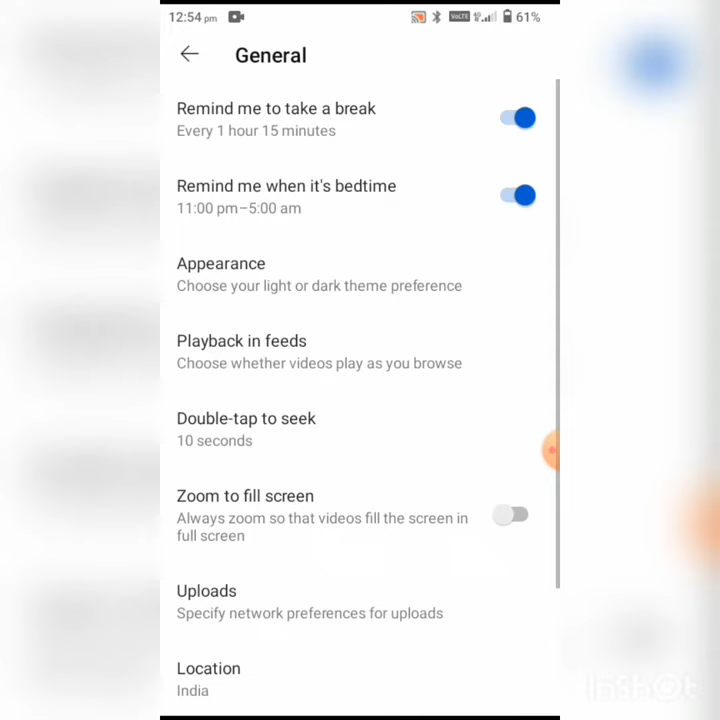 12:54 pm VoLTE 4G 61%
General
Remind me to take a break
Every 1 hour 15 minutes
Remind me when it's bedtime
11:00 pm–5:00 am
Appearance
Choose your light or dark theme preference
Playback in feeds
Choose whether videos play as you browse
Double-tap to seek
10 seconds
Zoom to fill screen
Always zoom so that videos fill the screen in
full screen
Uploads
Specify network preferences for uploads
Location
India
InShOt